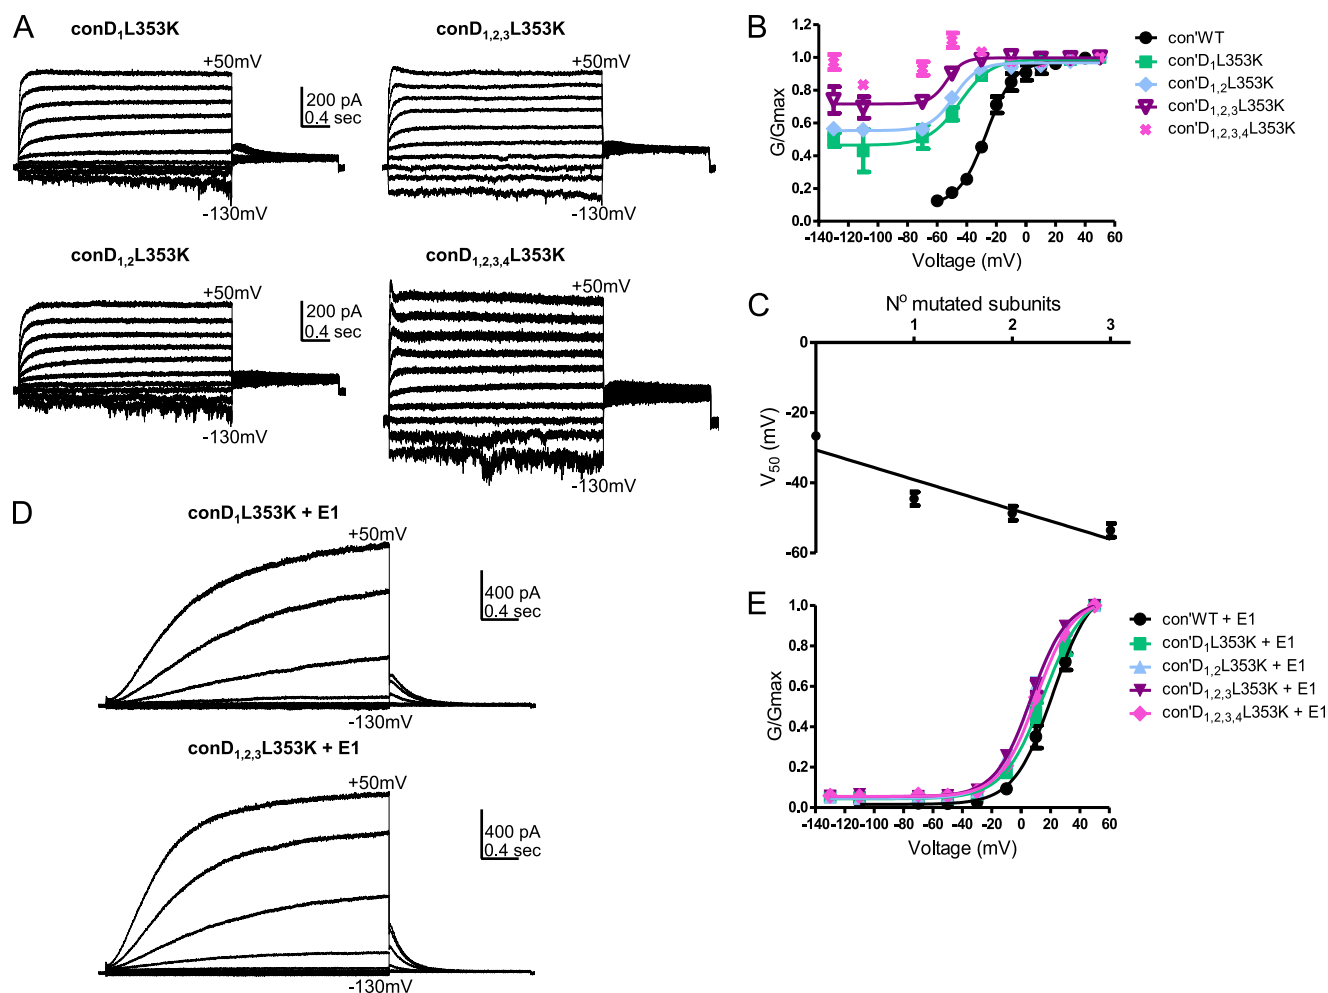 A
conD1L353K
+50mV
200 pA
0.4 sec
-130mV
conD1,2,3L353K
+50mV
-130mV
conD1,2L353K
+50mV
200 pA
0.4 sec
-130mV
conD1,2,3,4L353K
+50mV
-130mV
B
G/Gmax
1.2
1.0
0.8
0.6
0.4
0.2
0.0
-140 -120 -100 -80 -60 -40 -20 0 20 40 60
Voltage (mV)
con'WT
con'D1L353K
con'D1,2L353K
con'D1,2,3L353K
con'D1,2,3,4L353K
C
Nº mutated subunits
1 2 3
0
-20
-40
-60
V50 (mV)
D
conD1L353K + E1
+50mV
400 pA
0.4 sec
-130mV
conD1,2,3L353K + E1
+50mV
400 pA
0.4 sec
-130mV
E
G/Gmax
1.0
0.8
0.6
0.4
0.2
0.0
-140 -120 -100 -80 -60 -40 -20 0 20 40 60
Voltage (mV)
con'WT + E1
con'D1L353K + E1
con'D1,2L353K + E1
con'D1,2,3L353K + E1
con'D1,2,3,4L353K + E1